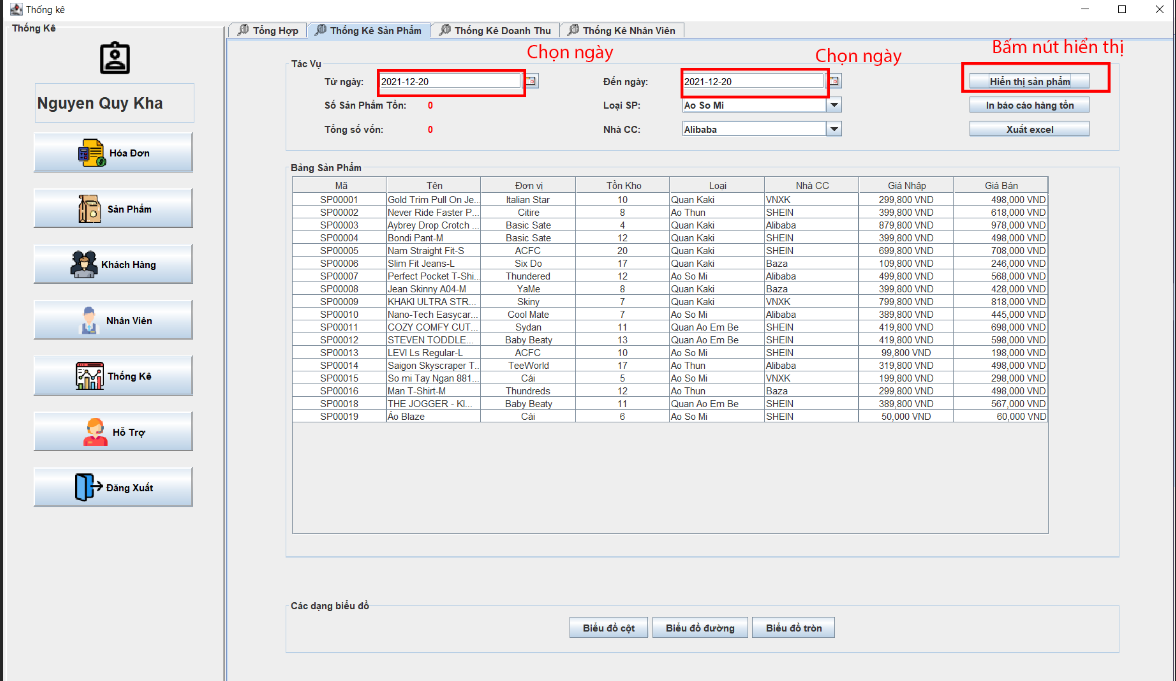 Thống kê
Thống Kê
Nguyen Quy Kha
Hóa Đơn
Sản Phẩm
Khách Hàng
Nhân Viên
Thống Kê
Hỗ Trợ
Đăng Xuất
Tổng Hợp Thống Kê Sản Phẩm Thống Kê Doanh Thu Thống Kê Nhân Viên
Chọn ngày Chọn ngày Bấm nút hiển thị
Tác Vụ
Từ ngày: 2021-12-20 Đến ngày: 2021-12-20 Hiển thị sản phẩm
Số Sản Phẩm Tồn: 0 Loại SP: Ao So Mi In báo cáo hàng tồn
Tổng số vốn: 0 Nhà CC: Alibaba Xuất excel
Bảng Sản Phẩm
Mã Tên Đơn vị Tồn Kho Loại Nhà CC Giá Nhập Giá Bán
SP00001 Gold Trim Pull On Je... Italian Star 10 Quan Kaki VNXK 299,800 VND 498,000 VND
SP00002 Never Ride Faster P... Citire 8 Ao Thun SHEIN 399,800 VND 618,000 VND
SP00003 Aybrey Drop Crotch ... Basic Sate 4 Quan Kaki Alibaba 879,800 VND 978,000 VND
SP00004 Bondi Pant-M Basic Sate 12 Quan Kaki SHEIN 399,800 VND 498,000 VND
SP00005 Nam Straight Fit-S ACFC 20 Quan Kaki SHEIN 699,800 VND 708,000 VND
SP00006 Slim Fit Jeans-L Six Do 17 Quan Kaki Baza 109,800 VND 246,000 VND
SP00007 Perfect Pocket T-Shi... Thundered 12 Ao So Mi Alibaba 499,800 VND 568,000 VND
SP00008 Jean Skinny A04-M YaMe 8 Quan Kaki Baza 399,800 VND 428,000 VND
SP00009 KHAKI ULTRA STR... Skiny 7 Quan Kaki VNXK 799,800 VND 818,000 VND
SP00010 Nano-Tech Easycar... Cool Mate 7 Ao So Mi Alibaba 389,800 VND 445,000 VND
SP00011 COZY COMFY CUT... Sydan 11 Quan Ao Em Be SHEIN 419,800 VND 698,000 VND
SP00012 STEVEN TODDLE... Baby Beaty 13 Quan Ao Em Be SHEIN 419,800 VND 598,000 VND
SP00013 LEVI Ls Regular-L ACFC 10 Ao So Mi SHEIN 99,800 VND 198,000 VND
SP00014 Saigon Skyscraper T... TeeWorld 17 Ao Thun Alibaba 319,800 VND 498,000 VND
SP00015 So mi Tay Ngan 881... Cái 5 Ao So Mi VNXK 199,800 VND 298,000 VND
SP00016 Man T-Shirt-M Thundreds 12 Ao Thun Baza 299,800 VND 498,000 VND
SP00018 THE JOGGER - KI... Baby Beaty 11 Quan Ao Em Be SHEIN 389,800 VND 567,000 VND
SP00019 Áo Blaze Cái 6 Ao So Mi SHEIN 50,000 VND 60,000 VND
Các dạng biểu đồ
Biểu đồ cột Biểu đồ đường Biểu đồ tròn